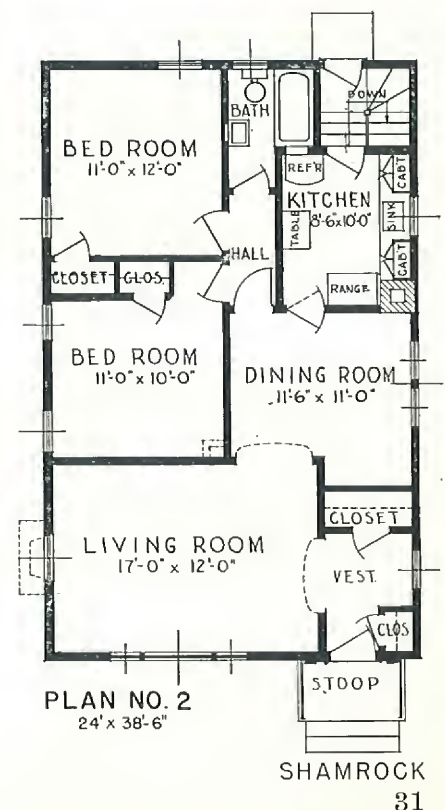 DOWN
BATH
BED ROOM
11'-0" x 12'-0"
REF'R
CABT
KITCHEN
8'-6"x10'-0"
TABLE
SINK
HALL
CABT
CLOSET
CLOS.
RANGE
BED ROOM
11'-0" x 10'-0"
DINING ROOM
11'-6" x 11'-0"
CLOSET
LIVING ROOM
17'-0" x 12'-0"
VEST.
CLOS
STOOP
PLAN NO. 2
24' x 38'-6"
SHAMROCK
31